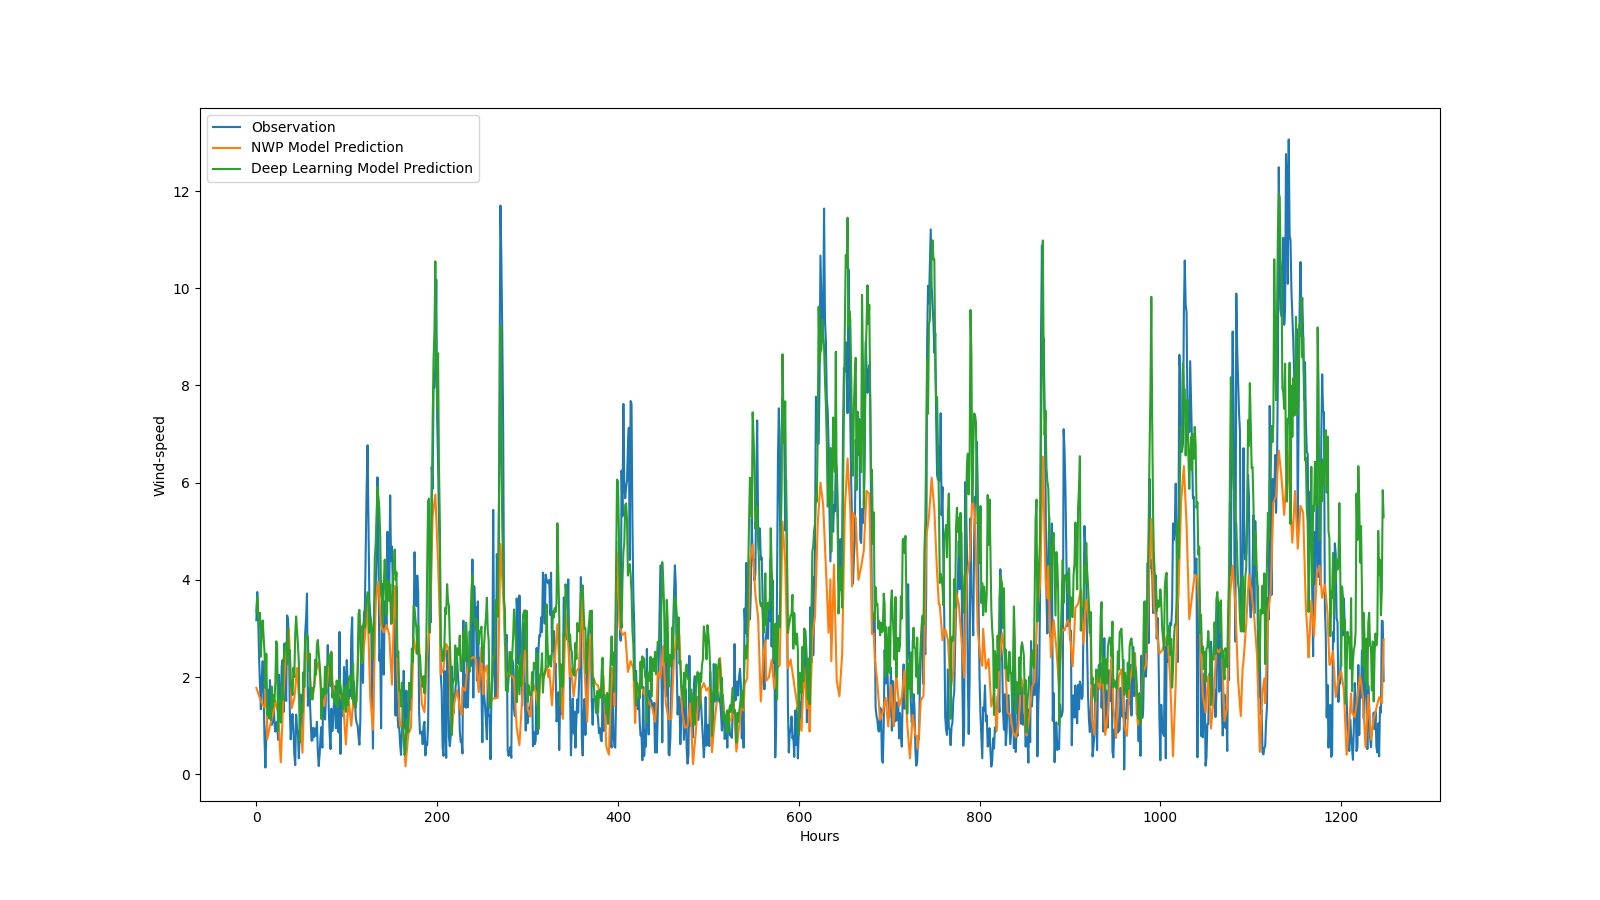 Observation
NWP Model Prediction
Deep Learning Model Prediction
12
10
8
6
4
2
0
Wind-speed
0 200 400 600 800 1000 1200
Hours